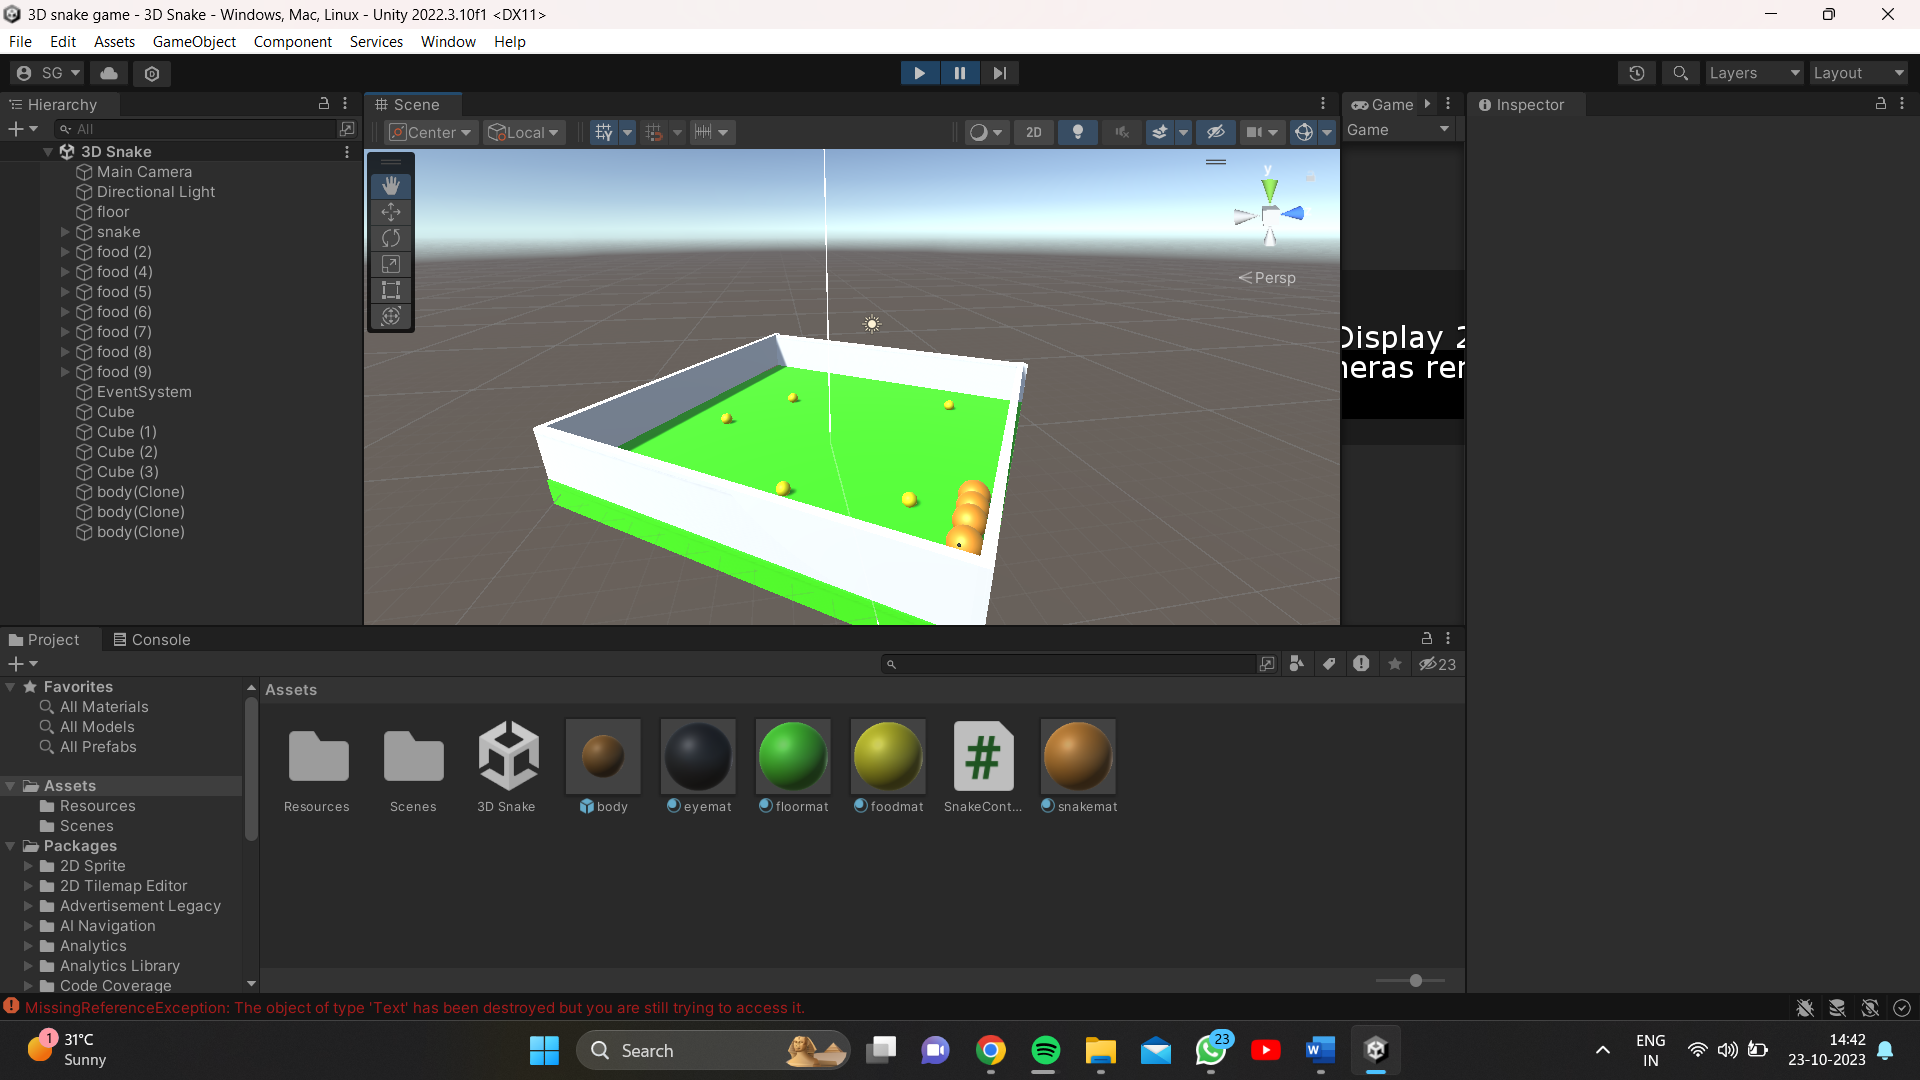 3D snake game - 3D Snake - Windows, Mac, Linux - Unity 2022.3.10f1 <DX11>
File Edit Assets GameObject Component Services Window Help
SG
Layers Layout
Hierarchy
All
3D Snake
Main Camera
Directional Light
floor
snake
food (2)
food (4)
food (5)
food (6)
food (7)
food (8)
food (9)
EventSystem
Cube
Cube (1)
Cube (2)
Cube (3)
body(Clone)
body(Clone)
body(Clone)
Scene
Center Local 2D
y
Persp
Game
Game
Display 2
neras rer
Inspector
Project Console
23
Favorites
All Materials
All Models
All Prefabs
Assets
Resources
Scenes
Packages
2D Sprite
2D Tilemap Editor
Advertisement Legacy
AI Navigation
Analytics
Analytics Library
Code Coverage
Assets
Resources Scenes 3D Snake body eyemat floormat foodmat SnakeCont... snakemat
MissingReferenceException: The object of type 'Text' has been destroyed but you are still trying to access it.
1
31°C
Sunny
Search
23
ENG
IN
14:42
23-10-2023